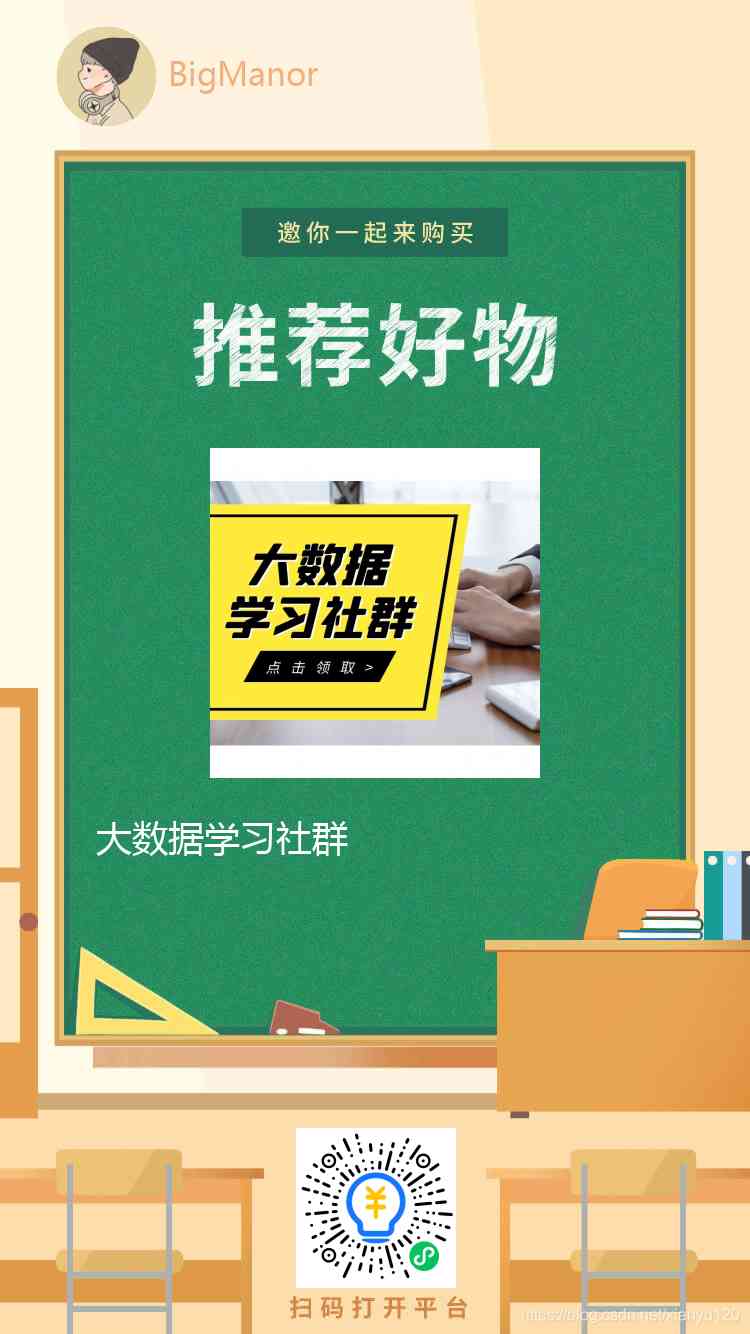 BigManor
邀你一起来购买
推荐好物
大数据
学习社群
点击领取>
大数据学习社群
扫码打开平台
https://blog.csdn.net/xianyu120